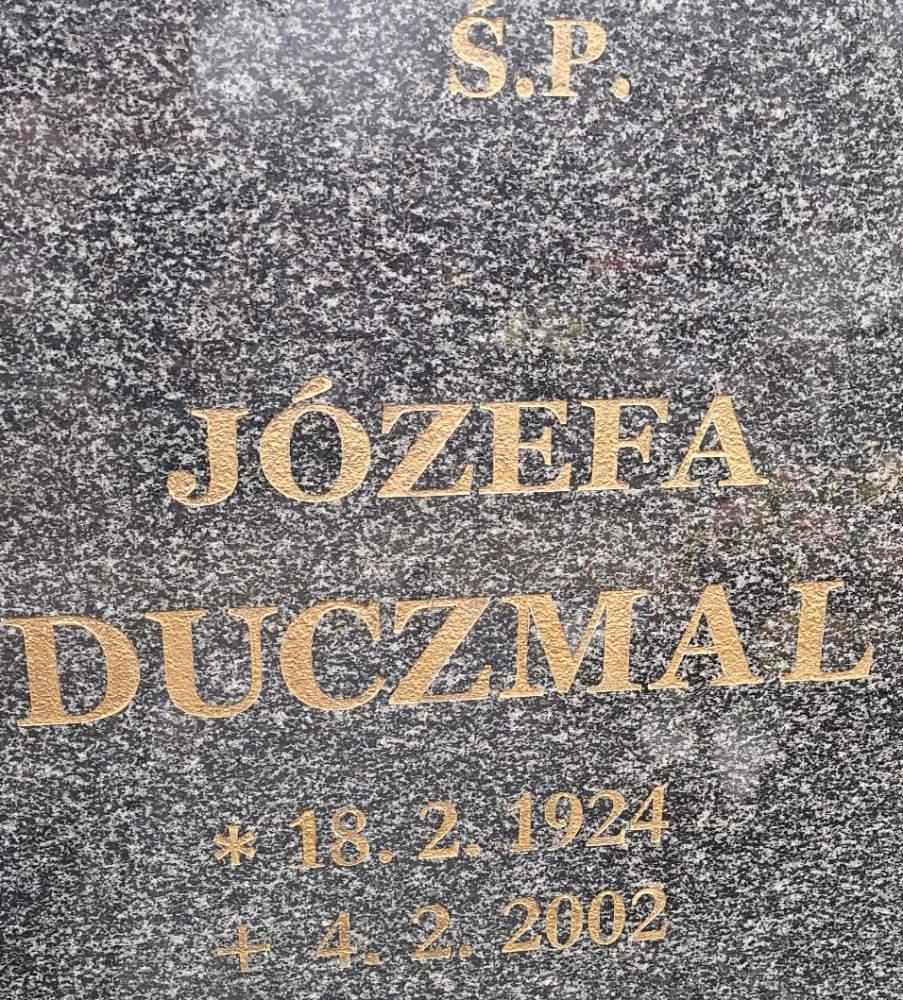 Ś.P.
JÓZEFA
DUCZMAL
* 18. 2. 1924
+ 4. 2. 2002